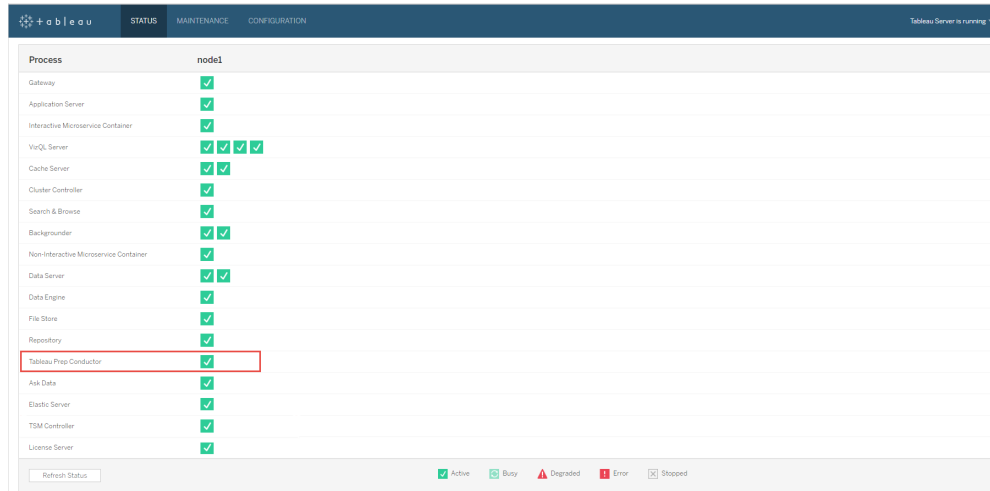 +ableau STATUS MAINTENANCE CONFIGURATION Tableau Server is running
Process node1
Gateway
Application Server
Interactive Microservice Container
VizQL Server
Cache Server
Cluster Controller
Search & Browse
Backgrounder
Non-Interactive Microservice Container
Data Server
Data Engine
File Store
Repository
Tableau Prep Conductor
Ask Data
Elastic Server
TSM Controller
License Server
Refresh Status Active Busy Degraded Error Stopped